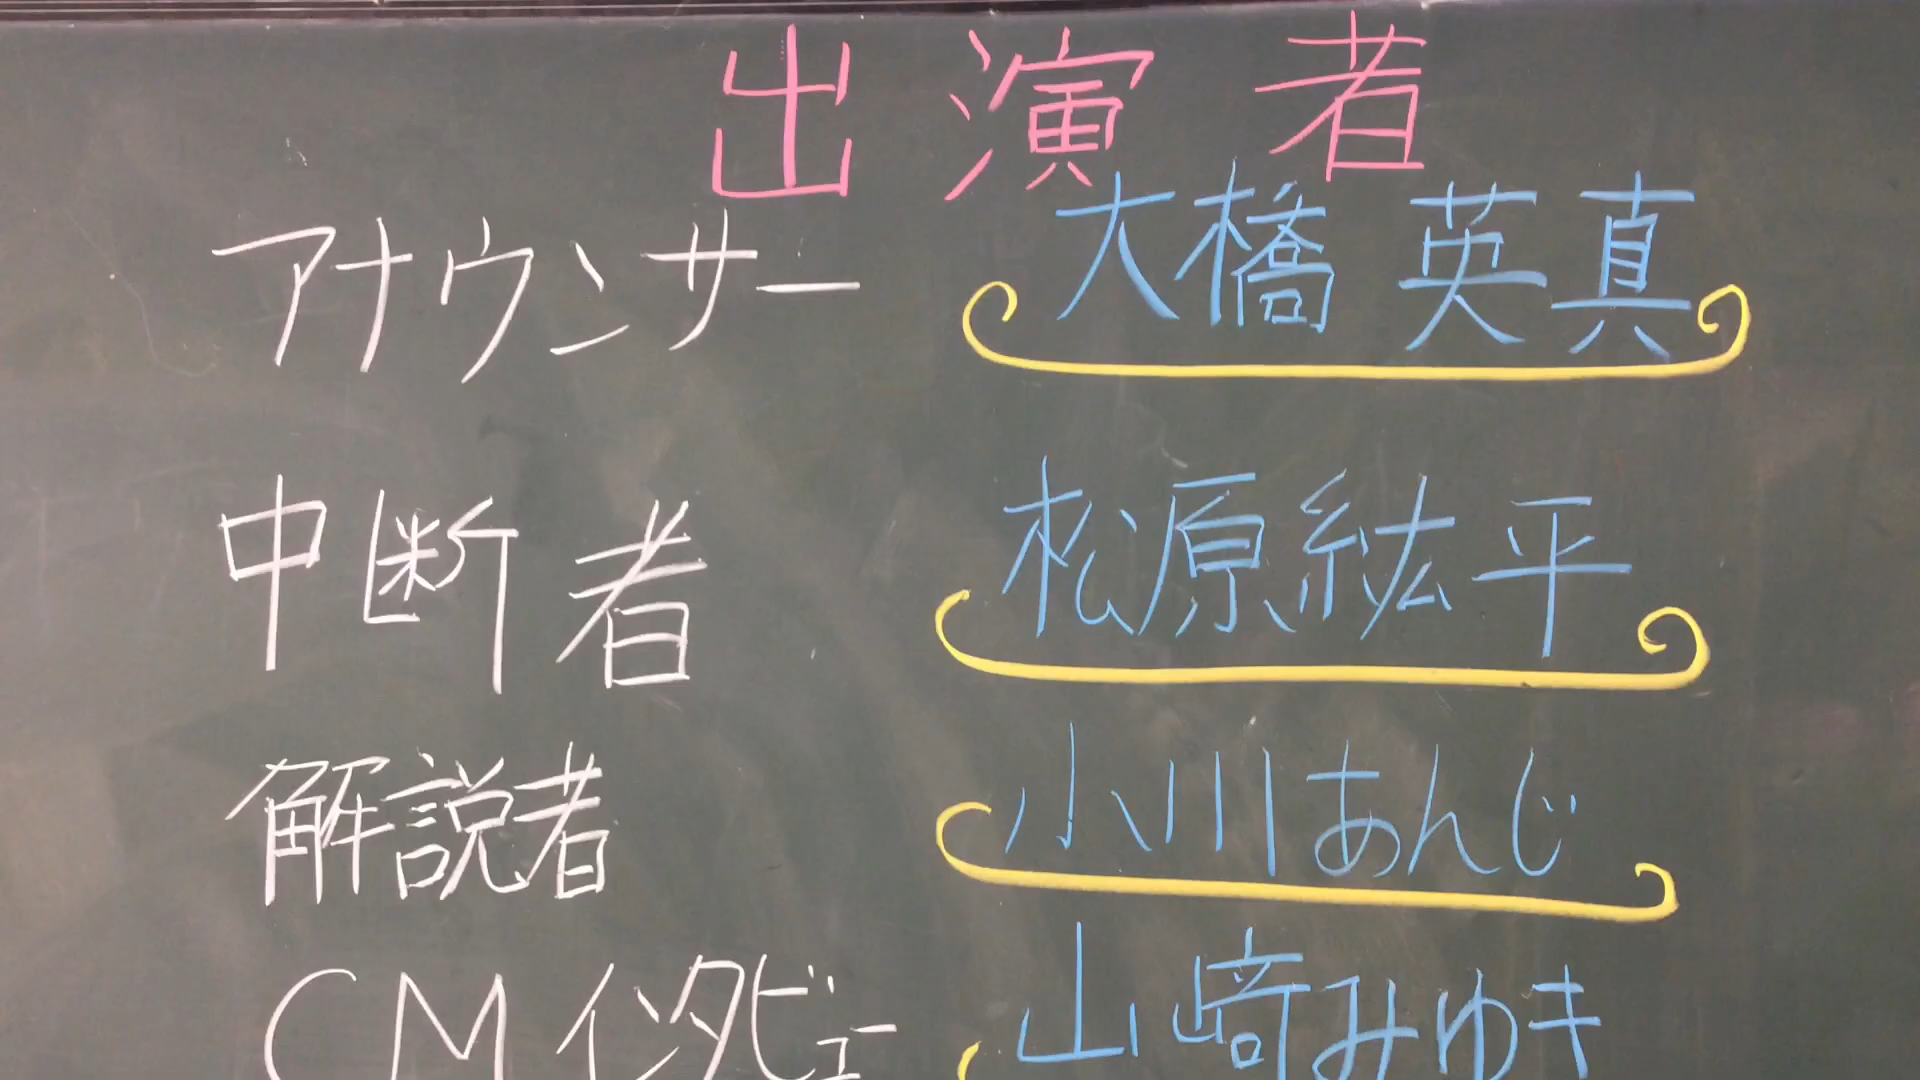 出演者
アナウンサー 大橋 英真
中断者 松原紘平
解説者 小川あんじ
CMインタビュー 山﨑みゆき